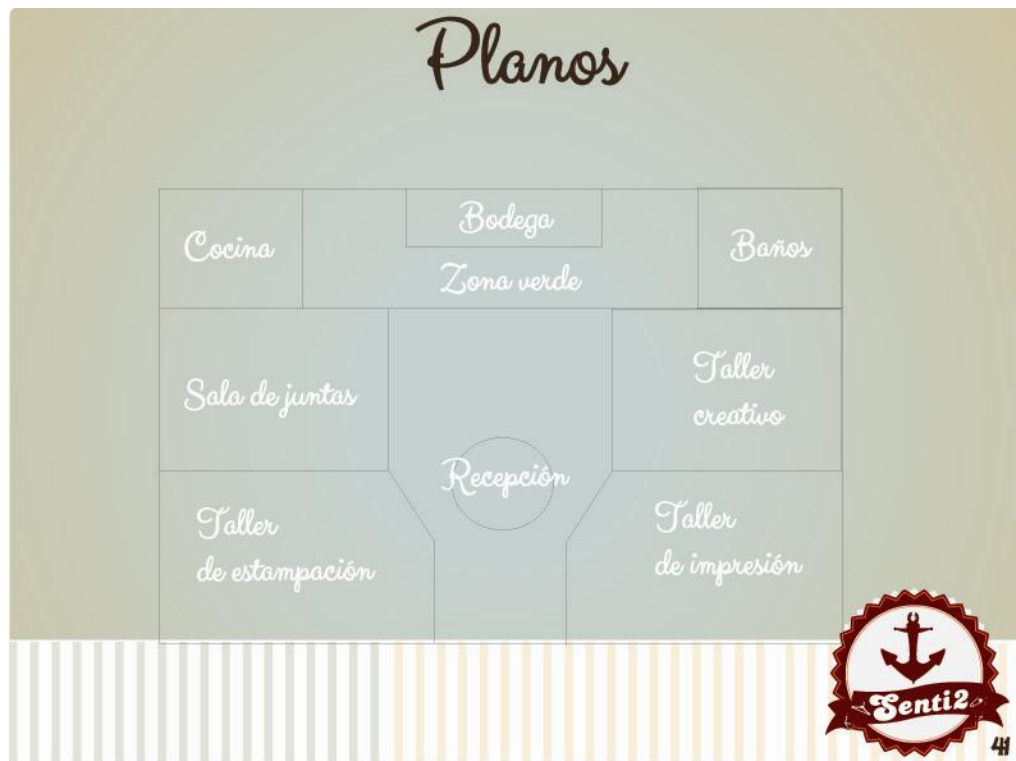 Planos
Bodega
Cocina
Baños
Zona verde
Sala de juntas
Taller
creativo
Recepción
Taller
de estampación
Taller
de impresión
Senti2
41